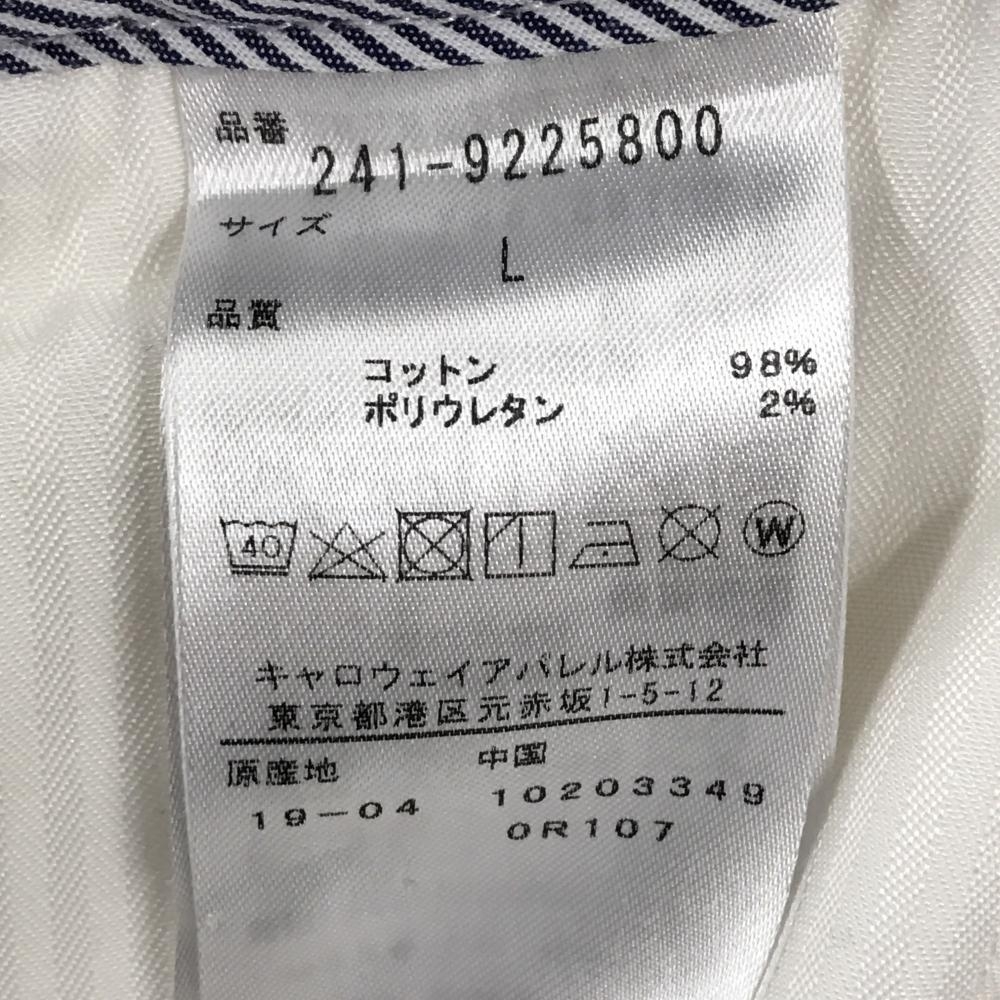 品番
241-9225800
サイズ
L
品質
コットン 98%
ポリウレタン 2%
40 W
キャロウェイアパレル株式会社
東京都港区元赤坂1-5-12
原産地 中国
19-04 10203349
0R107